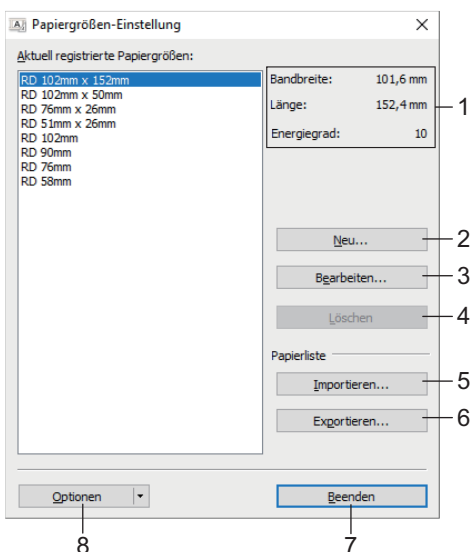 Papiergrößen-Einstellung
Aktuell registrierte Papiergrößen:
RD 102mm x 152mm
RD 102mm x 50mm
RD 76mm x 26mm
RD 51mm x 26mm
RD 102mm
RD 90mm
RD 76mm
RD 58mm
Bandbreite: 101,6 mm
Länge: 152,4 mm
Energiegrad: 10
1
Neu... 2
Bearbeiten... 3
Löschen 4
Papierliste
Importieren... 5
Exportieren... 6
Optionen
Beenden
8
7